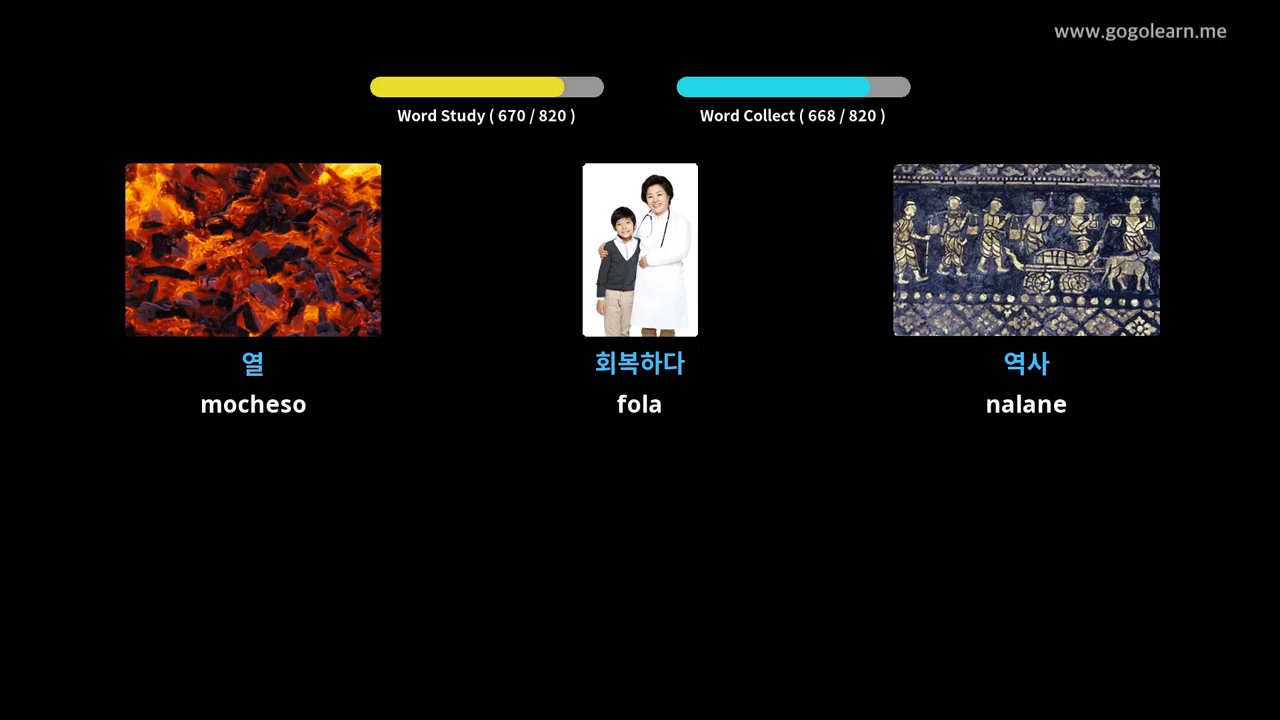 www.gogolearn.me
Word Study ( 670 / 820 )
Word Collect ( 668 / 820 )
열
회복하다
역사
mocheso
fola
nalane